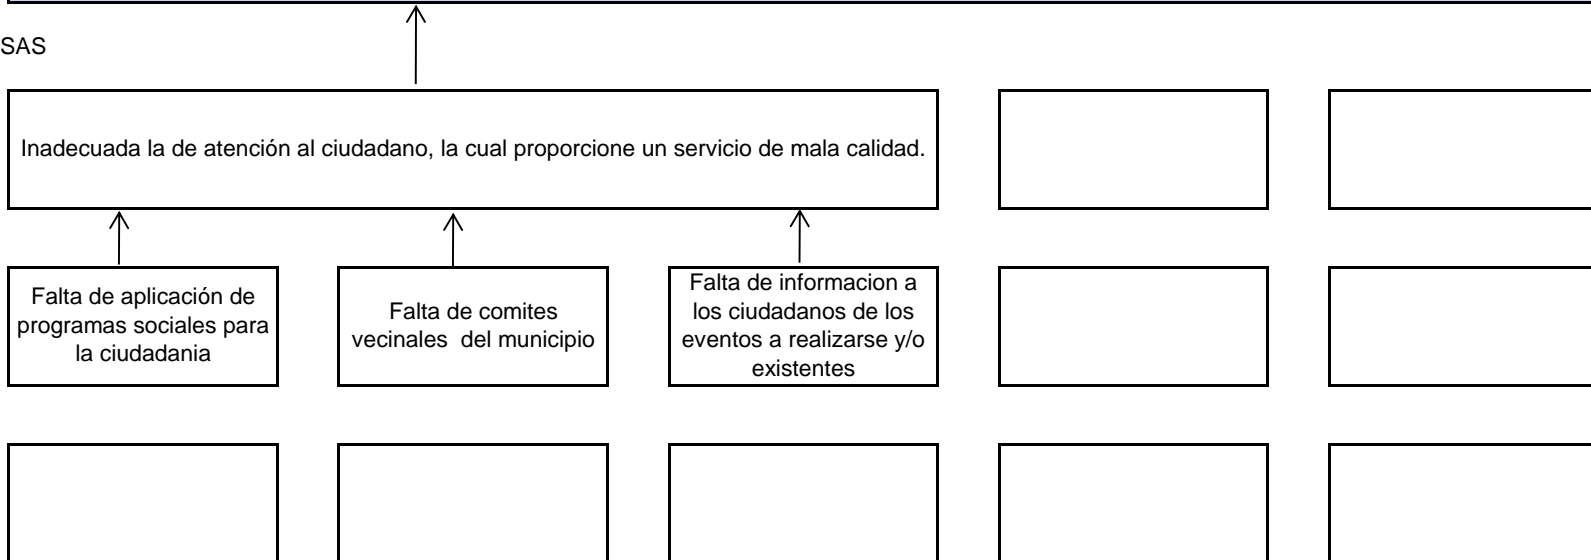 SAS
Inadecuada la de atención al ciudadano, la cual proporcione un servicio de mala calidad.
Falta de aplicación de
programas sociales para
la ciudadania
Falta de comites
vecinales  del municipio
Falta de informacion a
los ciudadanos de los
eventos a realizarse y/o
existentes